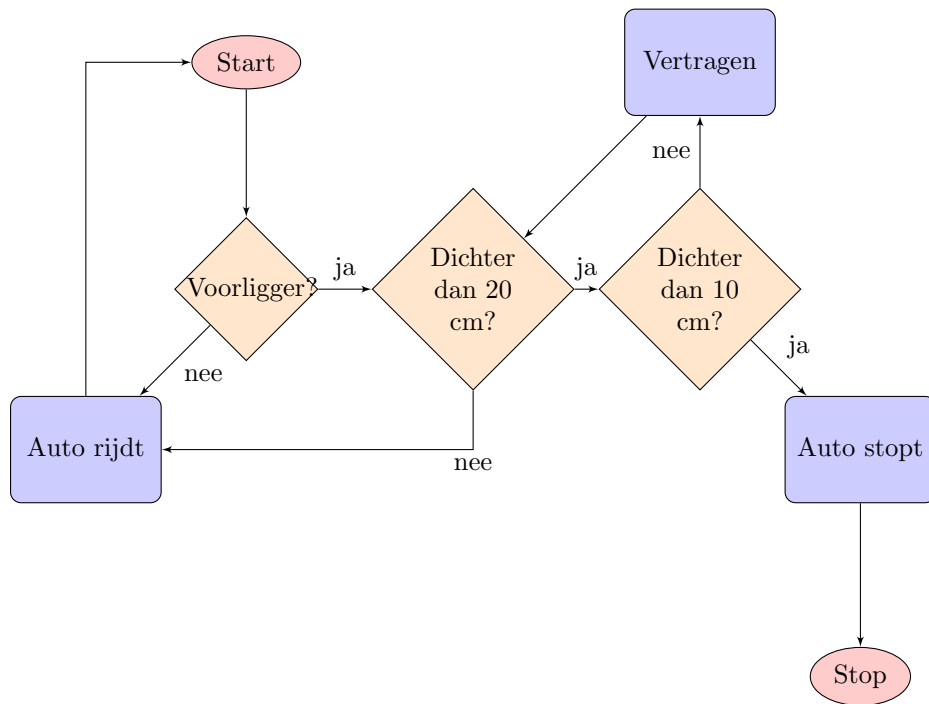 Start
Vertragen
nee
Voorligger?
ja
Dichter
dan 20
cm?
ja
Dichter
dan 10
cm?
ja
nee
Auto rijdt
nee
Auto stopt
Stop